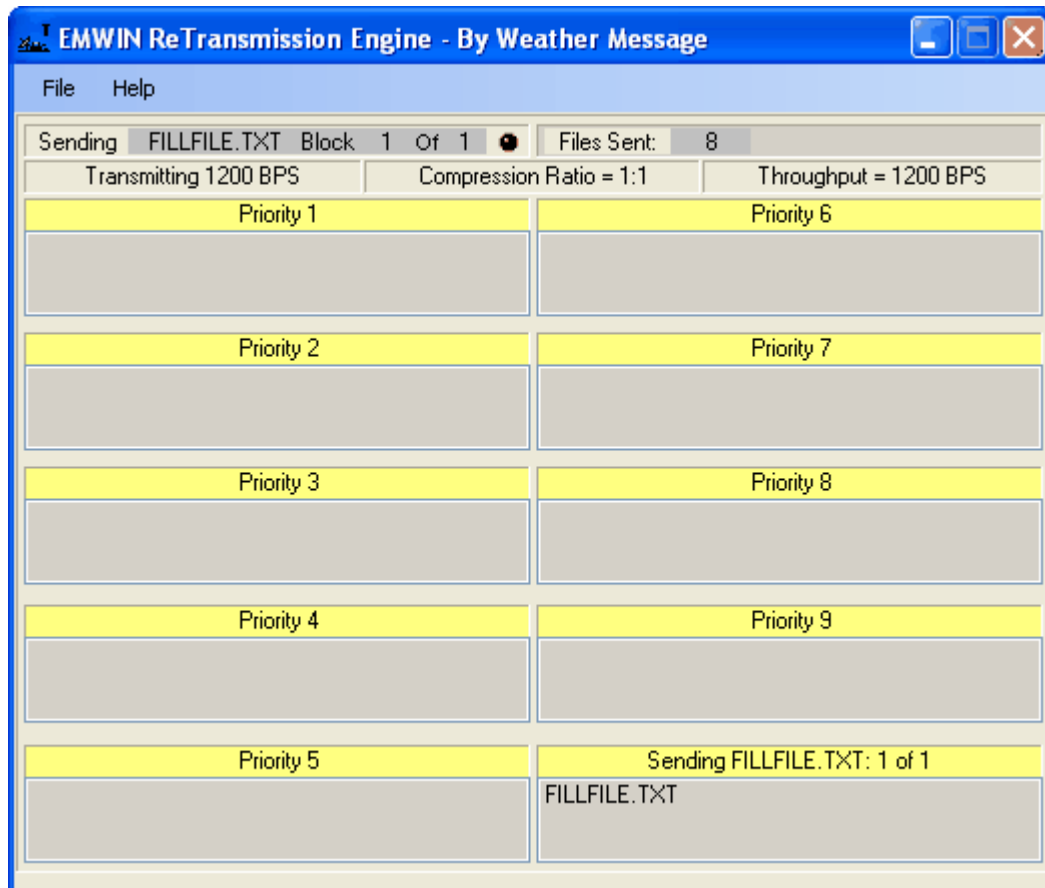 EMWIN ReTransmission Engine - By Weather Message
File Help
Sending FILLFILE.TXT Block 1 Of 1 Files Sent: 8
Transmitting 1200 BPS Compression Ratio = 1:1 Throughput = 1200 BPS
Priority 1 Priority 6
Priority 2 Priority 7
Priority 3 Priority 8
Priority 4 Priority 9
Priority 5 Sending FILLFILE.TXT: 1 of 1
FILLFILE.TXT